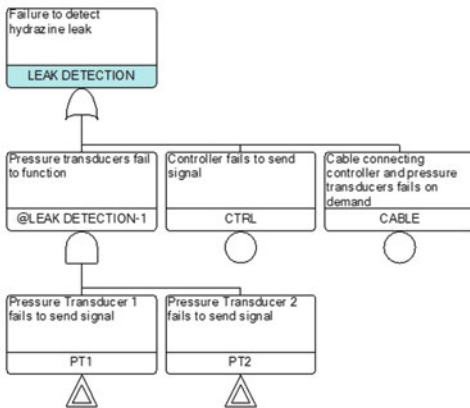 Failure to detect
hydrazine leak
LEAK DETECTION
Pressure transducers fail
to function
@LEAK DETECTION-1
Controller fails to send
signal
CTRL
Cable connecting
controller and pressure
transducers fails on
demand
CABLE
Pressure Transducer 1
fails to send signal
PT1
Pressure Transducer 2
fails to send signal
PT2